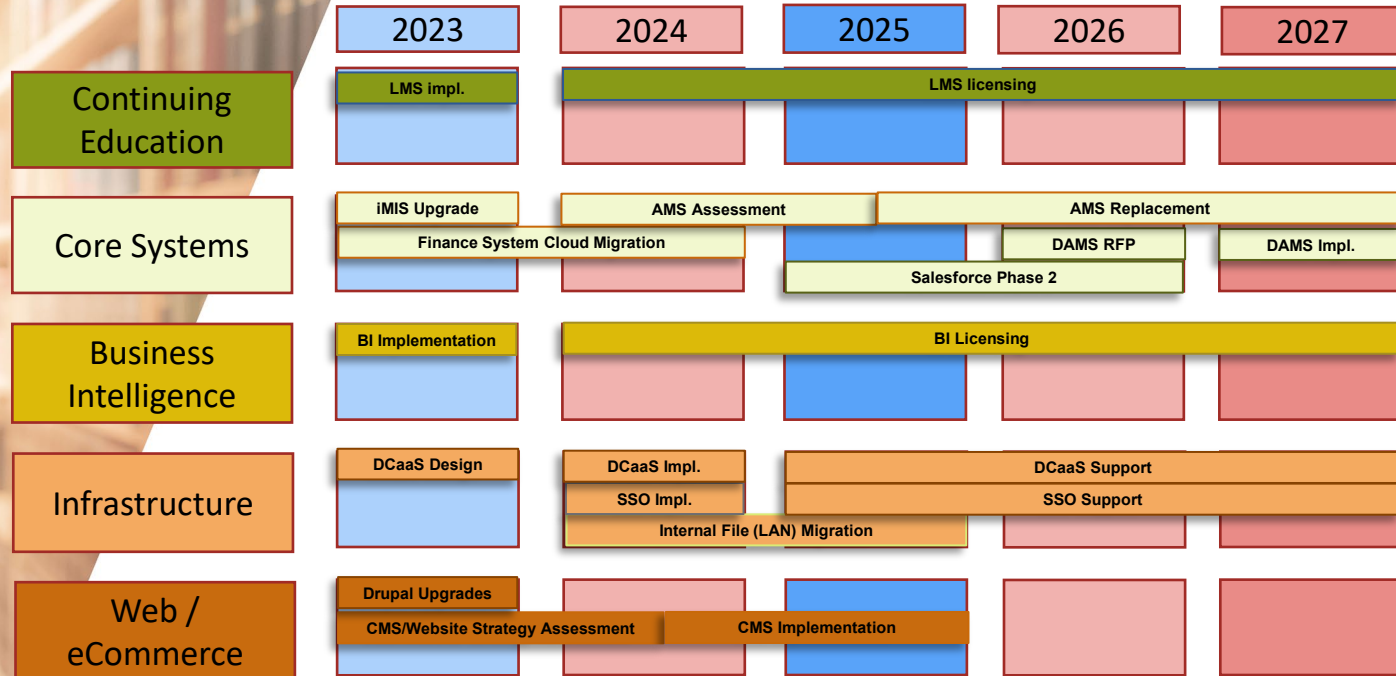 2023 2024 2025 2026 2027
Continuing
Education
LMS impl. LMS licensing
Core Systems
iMIS Upgrade AMS Assessment AMS Replacement
Finance System Cloud Migration DAMS RFP DAMS Impl.
Salesforce Phase 2
Business
Intelligence
BI Implementation BI Licensing
Infrastructure
DCaaS Design DCaaS Impl. DCaaS Support
SSO Impl. SSO Support
Internal File (LAN) Migration
Web /
eCommerce
Drupal Upgrades
CMS/Website Strategy Assessment CMS Implementation